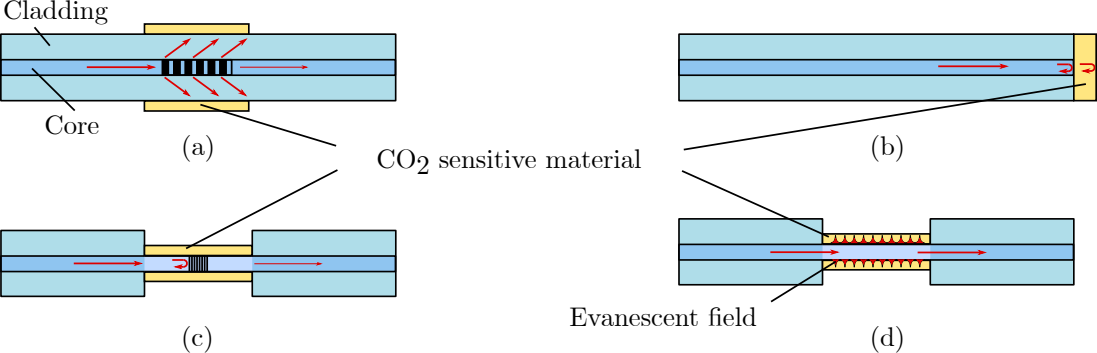 Cladding
Core
(a)
(b)
CO2 sensitive material
Evanescent field
(c)
(d)